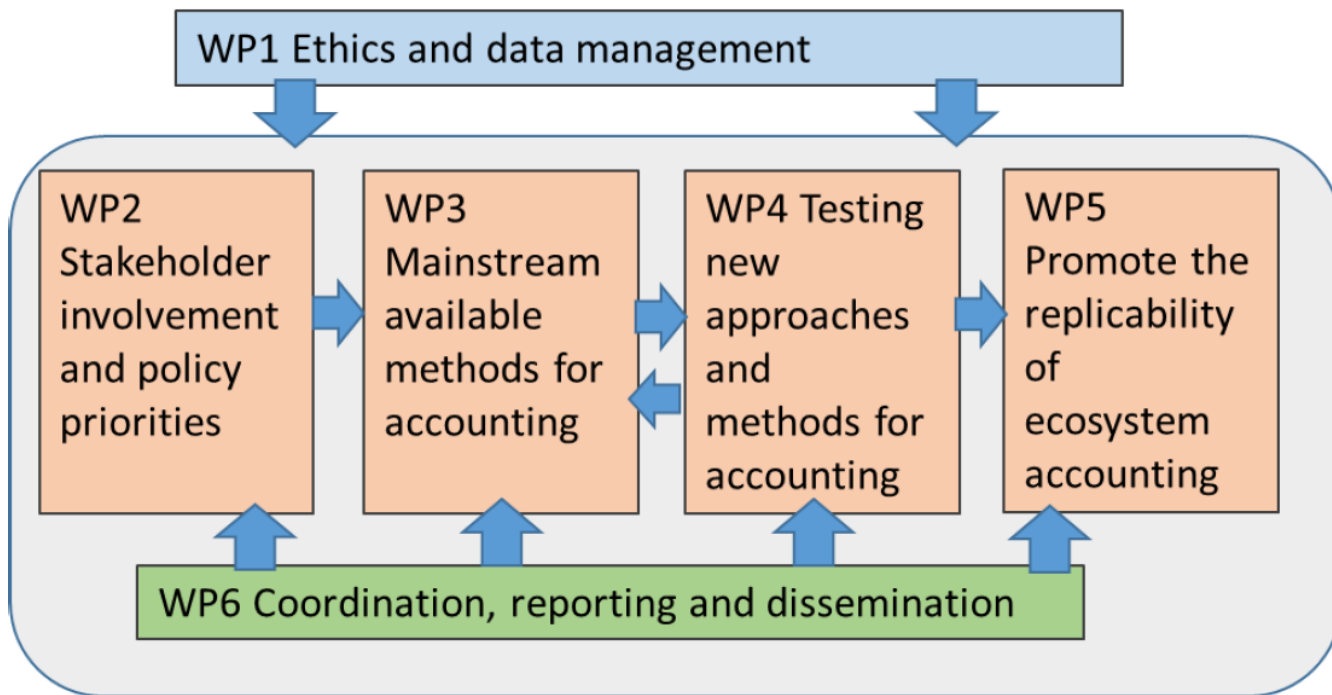 WP1 Ethics and data management
WP2
Stakeholder
involvement
and policy
priorities
WP3
Mainstream
available
methods for
accounting
WP4 Testing
new
approaches
and
methods for
accounting
WP5
Promote the
replicability
of
ecosystem
accounting
WP6 Coordination, reporting and dissemination